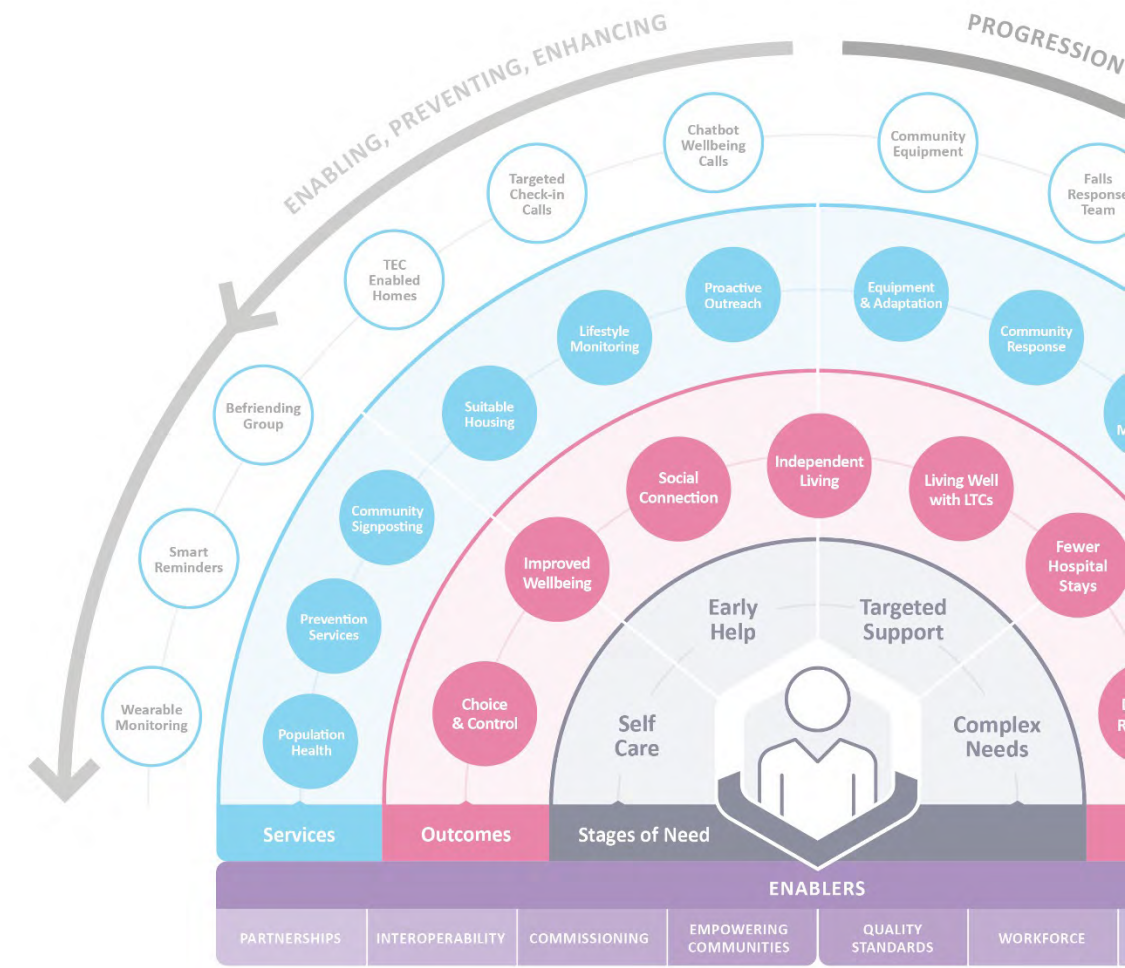 ENABLING, PREVENTING, ENHANCING
PROGRESSION
Chatbot
Wellbeing
Calls
Community
Equipment
Targeted
Check-in
Calls
Falls
Response
Team
TEC
Enabled
Homes
Befriending
Group
Smart
Reminders
Wearable
Monitoring
Proactive
Outreach
Equipment
& Adaptation
Lifestyle
Monitoring
Community
Response
Suitable
Housing
M
Community
Signposting
Prevention
Services
Population
Health
Independent
Living
Social
Connection
Living Well
with LTCs
Improved
Wellbeing
Fewer
Hospital
Stays
Choice
& Control
R
Early
Help
Targeted
Support
Self
Care
Complex
Needs
Services
Outcomes
Stages of Need
ENABLERS
PARTNERSHIPS
INTEROPERABILITY
COMMISSIONING
EMPOWERING
COMMUNITIES
QUALITY
STANDARDS
WORKFORCE